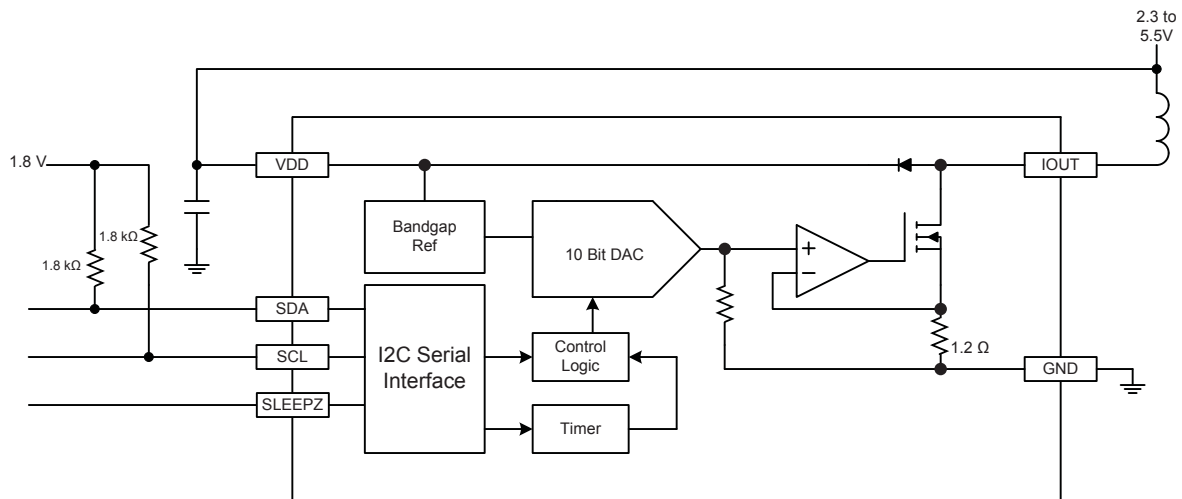 2.3 to
5.5V
1.8 V
VDD
IOUT
1.8 kΩ
1.8 kΩ
Bandgap
Ref
10 Bit DAC
+
−
SDA
SCL
SLEEPZ
I2C Serial
Interface
Control
Logic
Timer
1.2 Ω
GND